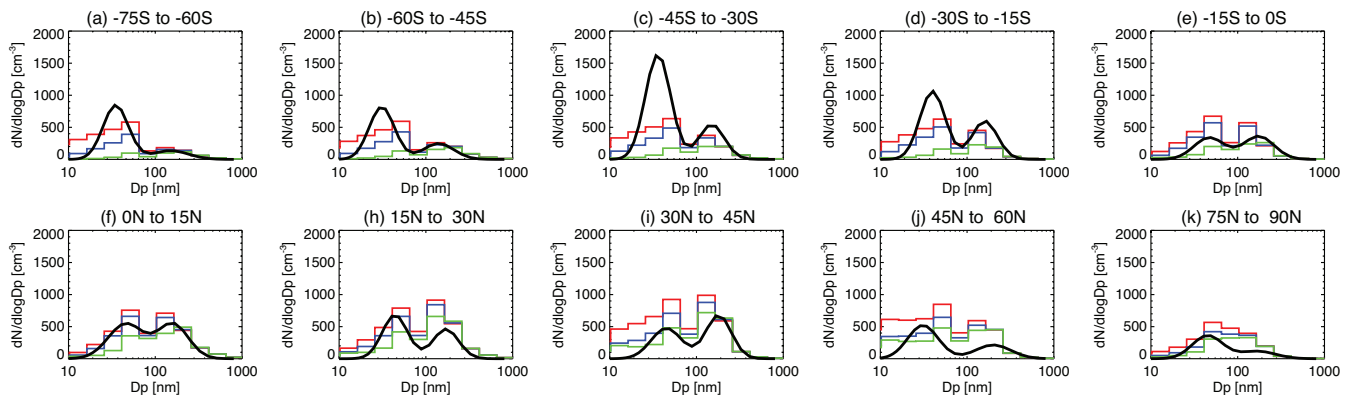 (a) -75S to -60S
(b) -60S to -45S
(c) -45S to -30S
(d) -30S to -15S
(e) -15S to 0S
2000
1500
1000
500
0
dN/dlogDp [cm-3]
10
100
1000
Dp [nm]
2000
1500
1000
500
0
dN/dlogDp [cm-3]
10
100
1000
Dp [nm]
2000
1500
1000
500
0
dN/dlogDp [cm-3]
10
100
1000
Dp [nm]
2000
1500
1000
500
0
dN/dlogDp [cm-3]
10
100
1000
Dp [nm]
2000
1500
1000
500
0
dN/dlogDp [cm-3]
10
100
1000
Dp [nm]
(f) 0N to 15N
(h) 15N to 30N
(i) 30N to 45N
(j) 45N to 60N
(k) 75N to 90N
2000
1500
1000
500
0
dN/dlogDp [cm-3]
10
100
1000
Dp [nm]
2000
1500
1000
500
0
dN/dlogDp [cm-3]
10
100
1000
Dp [nm]
2000
1500
1000
500
0
dN/dlogDp [cm-3]
10
100
1000
Dp [nm]
2000
1500
1000
500
0
dN/dlogDp [cm-3]
10
100
1000
Dp [nm]
2000
1500
1000
500
0
dN/dlogDp [cm-3]
10
100
1000
Dp [nm]